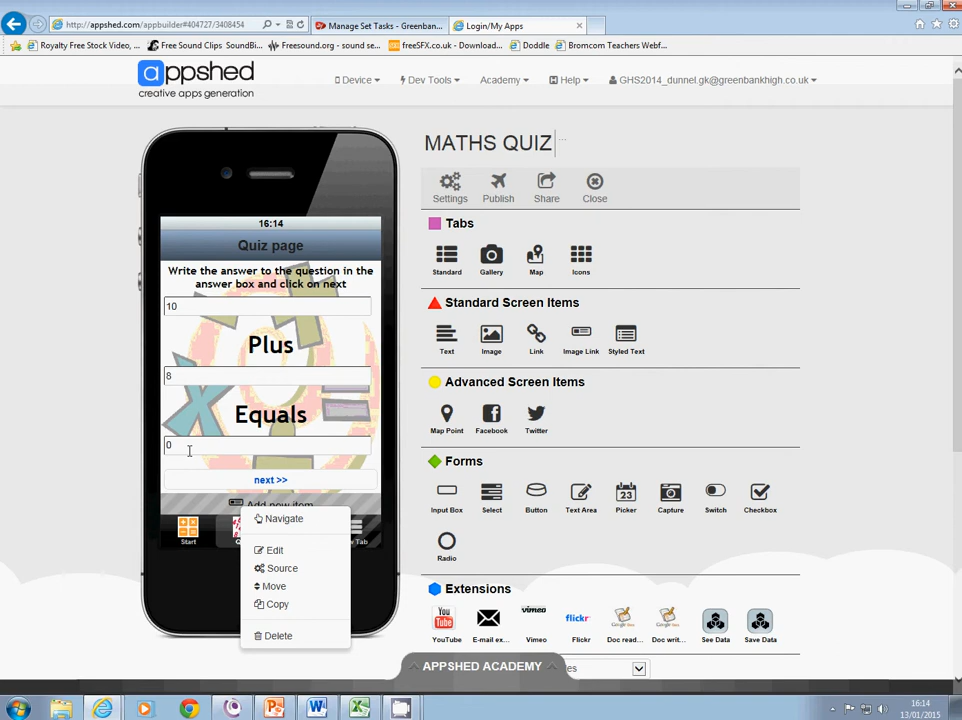 http://appshed.com/appbuilder#404727/3408454
Manage Set Tasks - Greenban...
Login/My Apps
Royalty Free Stock Video, ...
Free Sound Clips SoundBi...
Freesound.org - sound se...
freeSFX.co.uk - Download...
Doddle
Bromcom Teachers Webf...
appshed
creative apps generation
Device
Dev Tools
Academy
Help
GHS2014_dunnel.gk@greenbankhigh.co.uk
MATHS QUIZ
Settings
Publish
Share
Close
Tabs
Standard
Gallery
Map
Icons
Standard Screen Items
Text
Image
Link
Image Link
Styled Text
Advanced Screen Items
Map Point
Facebook
Twitter
Forms
Input Box
Select
Button
Text Area
Picker
Capture
Switch
Checkbox
Radio
Extensions
YouTube
E-mail ex...
Vimeo
Flickr
Doc read...
Doc writ...
See Data
Save Data
16:14
Quiz page
Write the answer to the question in the
answer box and click on next
10
Plus
8
Equals
0
next >>
Add new item
Start
Tab
Navigate
Edit
Source
Move
Copy
Delete
APPSHED ACADEMY
16:14
13/01/2015